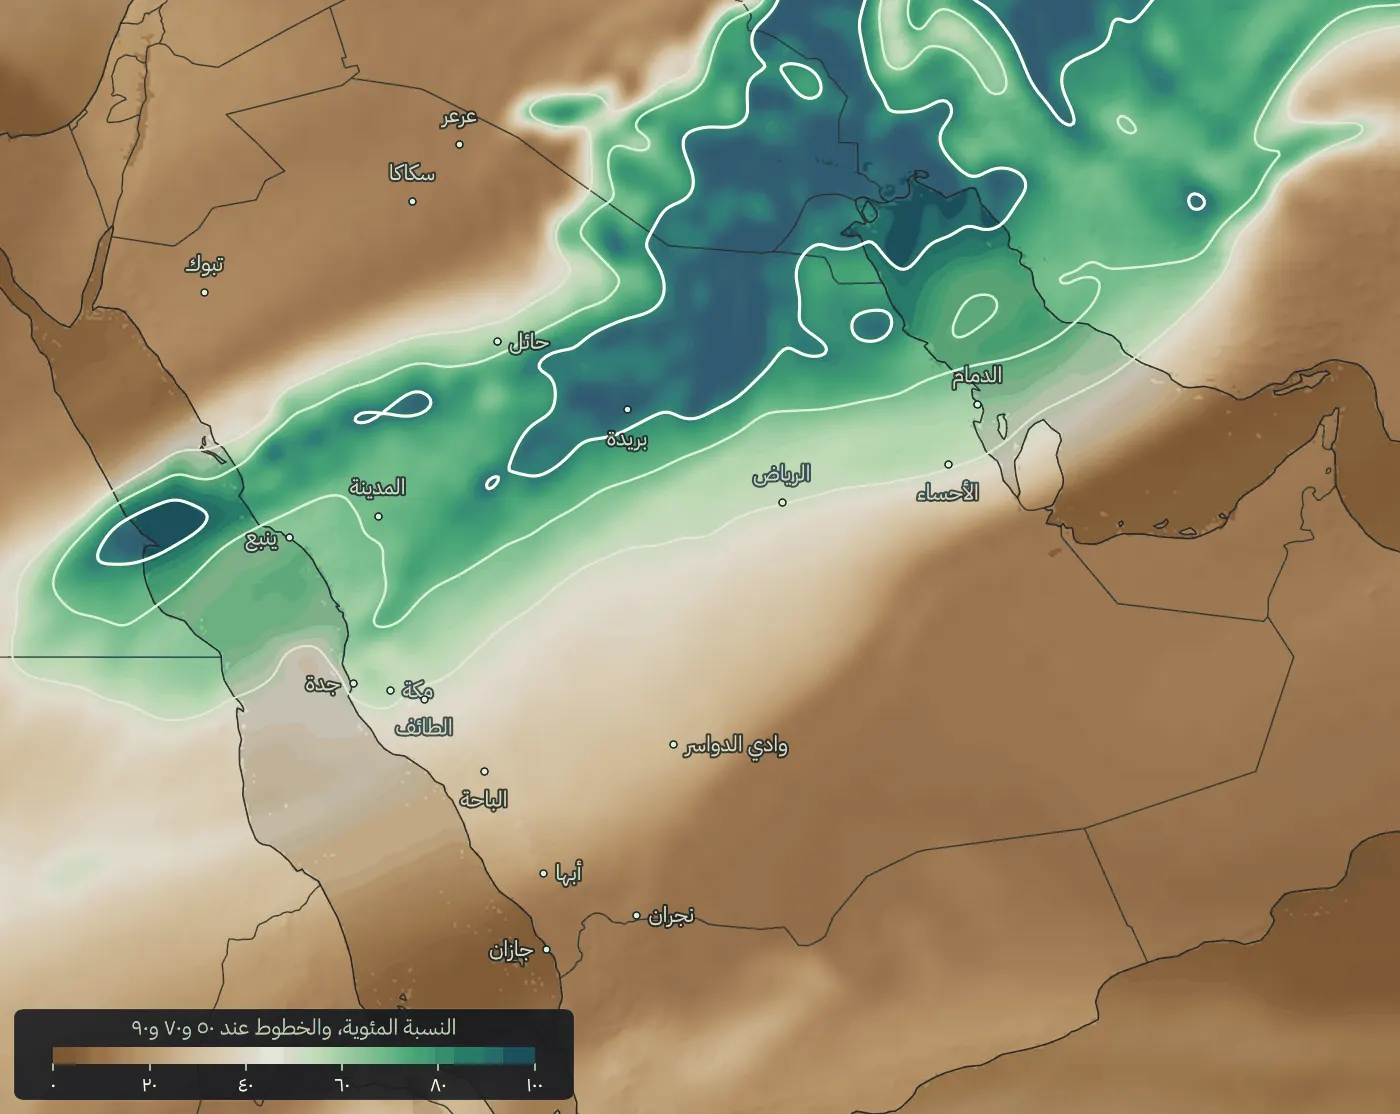 عرعر
سكاكا
تبوك
حائل
الدمام
بريدة
الرياض
المدينة
الأحساء
ينبع
جدة
مكة
الطائف
وادي الدواسر
الباحة
أبها
نجران
جازان
النسبة المئوية، والخطوط عند ٥٠ و٧٠ و٩٠
٠ ٢٠ ٤٠ ٦٠ ٨٠ ١٠٠